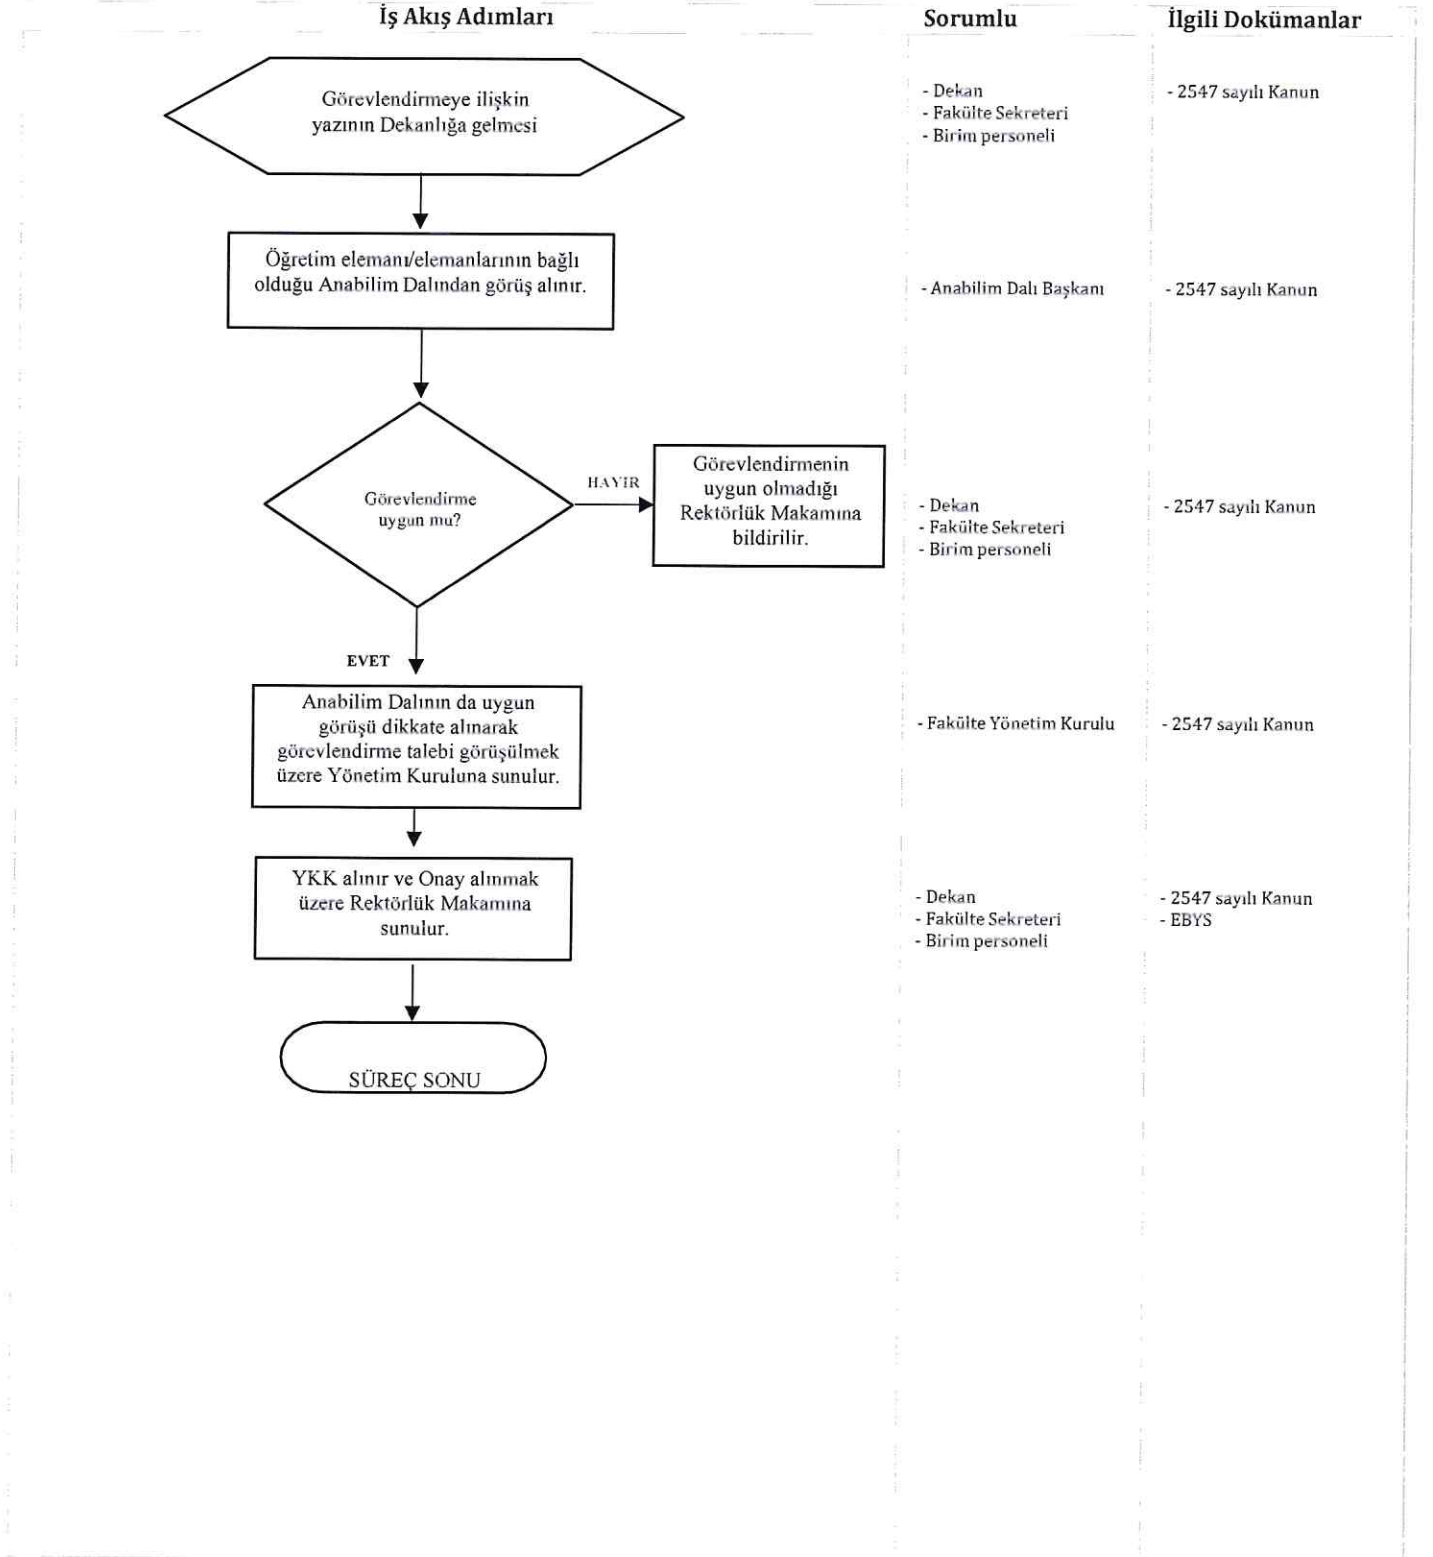 İş Akış Adımları
Sorumlu
İlgili Dokümanlar
Görevlendirmeye ilişkin
yazının Dekanlığa gelmesi
- Dekan
- Fakülte Sekreteri
- Birim personeli
- 2547 sayılı Kanun
Öğretim elemanı/elemanlarının bağlı
olduğu Anabilim Dalından görüş alınır.
- Anabilim Dalı Başkanı
- 2547 sayılı Kanun
Görevlendirme
uygun mu?
HAYIR
Görevlendirmenin
uygun olmadığı
Rektörlük Makamına
bildirilir.
- Dekan
- Fakülte Sekreteri
- Birim personeli
- 2547 sayılı Kanun
EVET
Anabilim Dalının da uygun
görüşü dikkate alınarak
görevlendirme talebi görüşülmek
üzere Yönetim Kuruluna sunulur.
- Fakülte Yönetim Kurulu
- 2547 sayılı Kanun
YKK alınır ve Onay alınmak
üzere Rektörlük Makamına
sunulur.
- Dekan
- Fakülte Sekreteri
- Birim personeli
- 2547 sayılı Kanun
- EBYS
SÜREÇ SONU